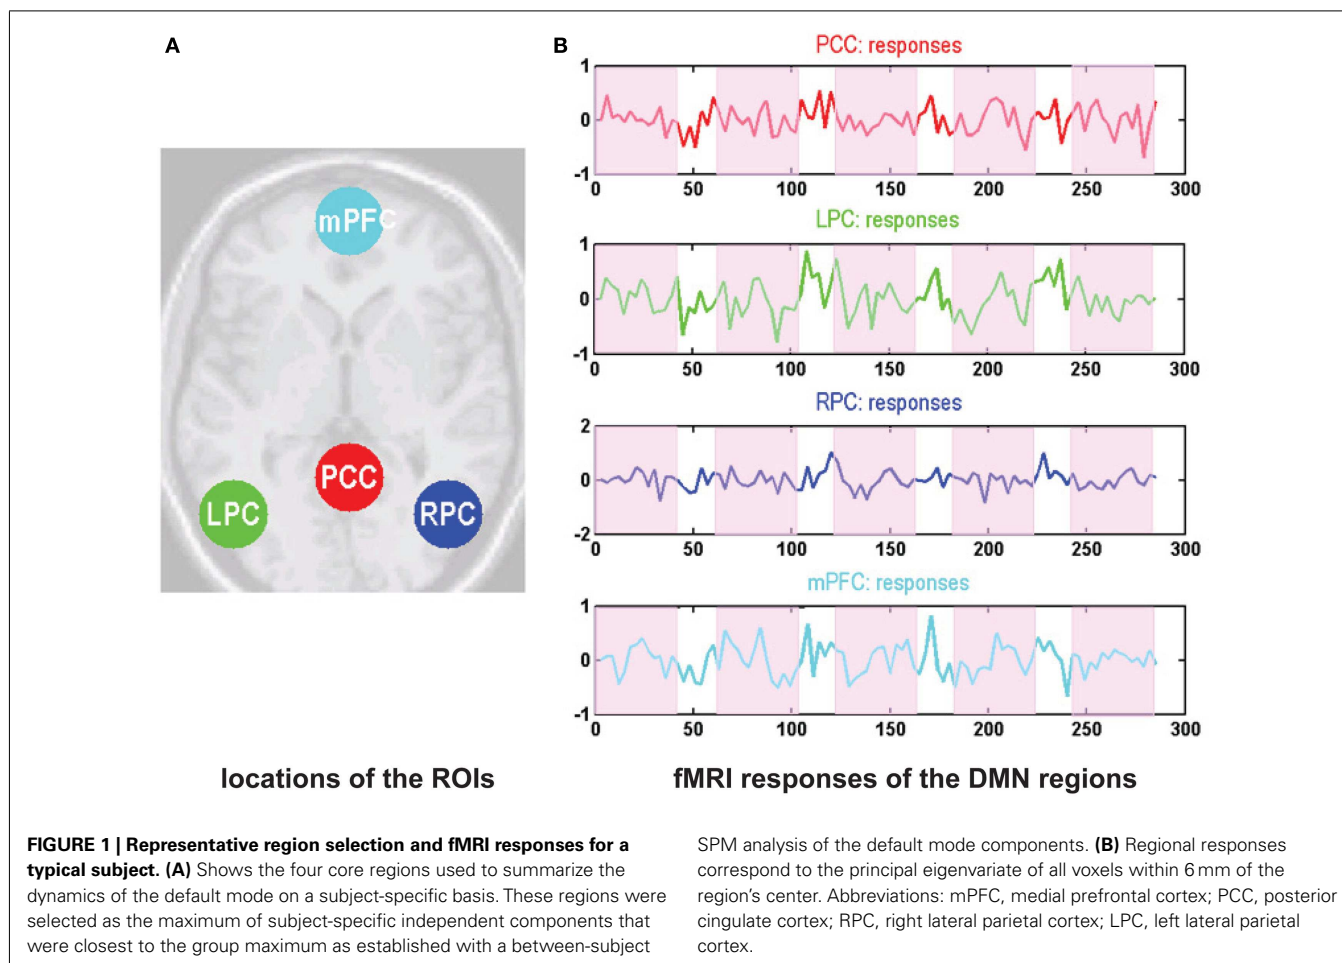 A
mPFC
PCC
LPC
RPC
locations of the ROIs
B
PCC: responses
1
0
-1
0 50 100 150 200 250 300
LPC: responses
1
0
-1
0 50 100 150 200 250 300
RPC: responses
2
0
-2
0 50 100 150 200 250 300
mPFC: responses
1
0
-1
0 50 100 150 200 250 300
fMRI responses of the DMN regions
FIGURE 1 | Representative region selection and fMRI responses for a
typical subject. (A) Shows the four core regions used to summarize the
dynamics of the default mode on a subject-specific basis. These regions were
selected as the maximum of subject-specific independent components that
were closest to the group maximum as established with a between-subject
SPM analysis of the default mode components. (B) Regional responses
correspond to the principal eigenvariate of all voxels within 6 mm of the
region's center. Abbreviations: mPFC, medial prefrontal cortex; PCC, posterior
cingulate cortex; RPC, right lateral parietal cortex; LPC, left lateral parietal
cortex.